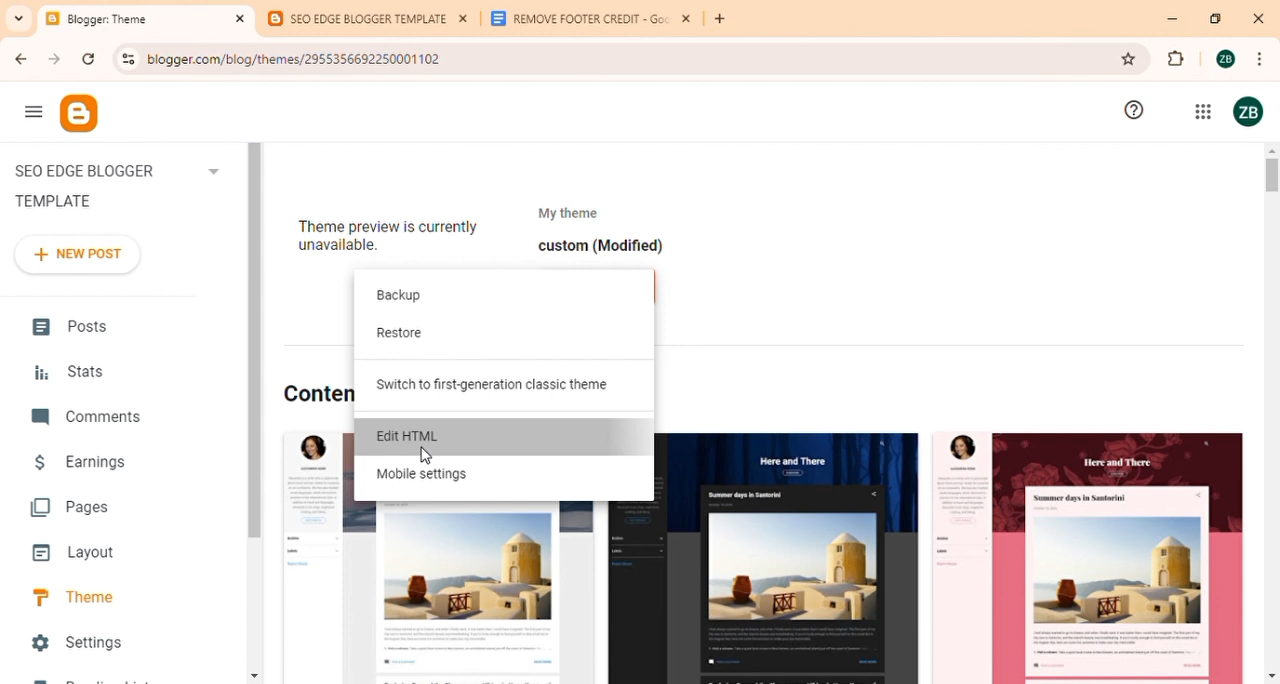 Blogger: Theme
SEO EDGE BLOGGER TEMPLATE
REMOVE FOOTER CREDIT - Goo
blogger.com/blog/themes/2955356692250001102
ZB
ZB
SEO EDGE BLOGGER
TEMPLATE
NEW POST
Posts
Stats
Comments
Earnings
Pages
Layout
Theme
Settings
Theme preview is currently
unavailable.
My theme
custom (Modified)
Backup
Restore
Switch to first-generation classic theme
Edit HTML
Mobile settings
Conten
Here and There
Summer days in Santorini
Here and There
Summer days in Santorini